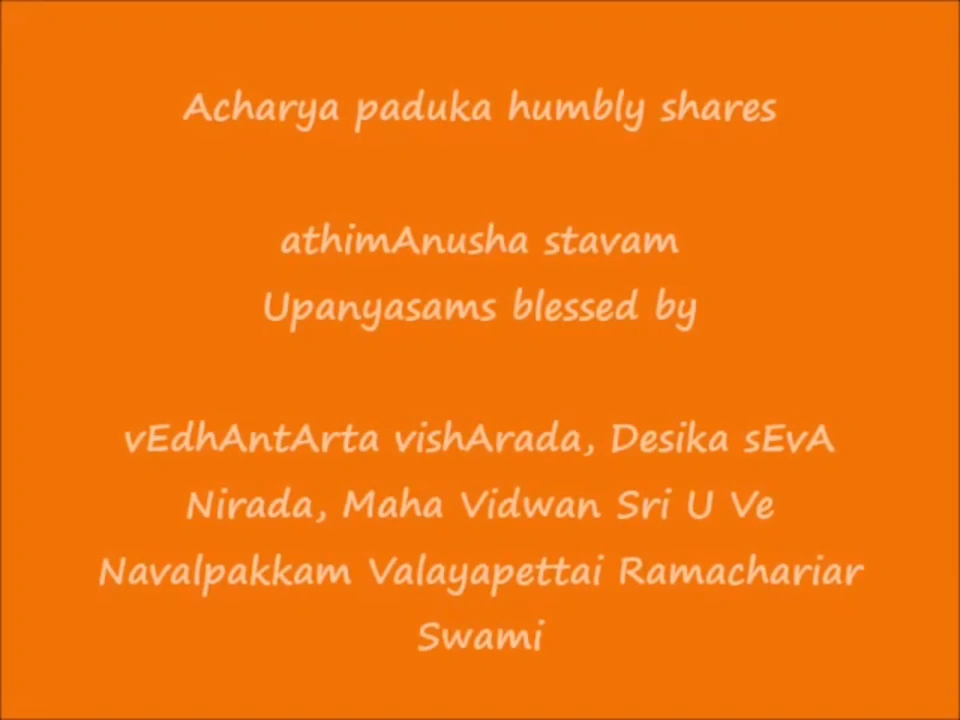 Acharya paduka humbly shares
athimAnusha stavam
Upanyasams blessed by
vEdhAntArta vishArada, Desika sEvA
Nirada, Maha Vidwan Sri U Ve
Navalpakkam Valayapettai Ramachariar
Swami